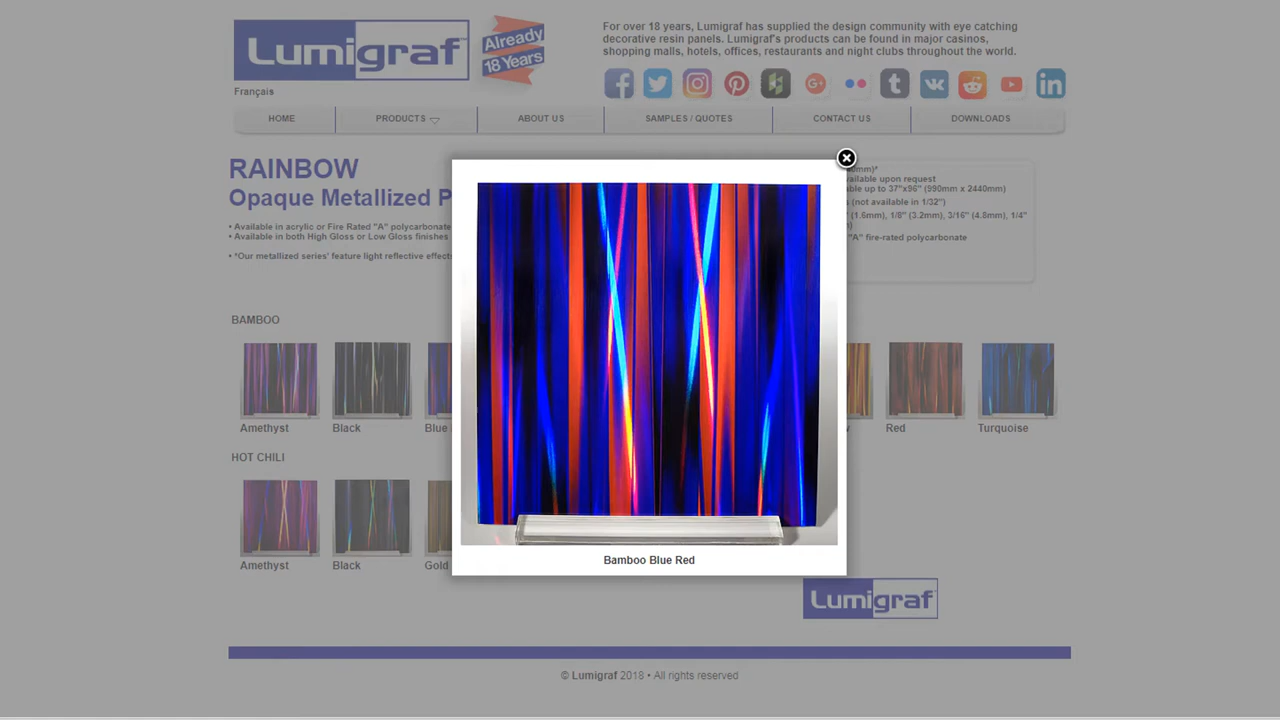 Lumigraf
Already
18 Years
For over 18 years, Lumigraf has supplied the design community with eye catching
decorative resin panels. Lumigraf's products can be found in major casinos,
shopping malls, hotels, offices, restaurants and night clubs throughout the world.
Français
HOME
PRODUCTS
ABOUT US
SAMPLES / QUOTES
CONTACT US
DOWNLOADS
RAINBOW
Opaque Metallized P
• Available in acrylic or Fire Rated "A" polycarbonate
• Available in both High Gloss or Low Gloss finishes
• *Our metallized series' feature light reflective effects
mm)*
vailable upon request
able up to 37"x96" (990mm x 2440mm)
s (not available in 1/32")
" (1.6mm), 1/8" (3.2mm), 3/16" (4.8mm), 1/4"
"A" fire-rated polycarbonate
BAMBOO
Amethyst
Black
Blue
Red
Turquoise
HOT CHILI
Amethyst
Black
Gold
Bamboo Blue Red
Lumigraf
© Lumigraf 2018 • All rights reserved